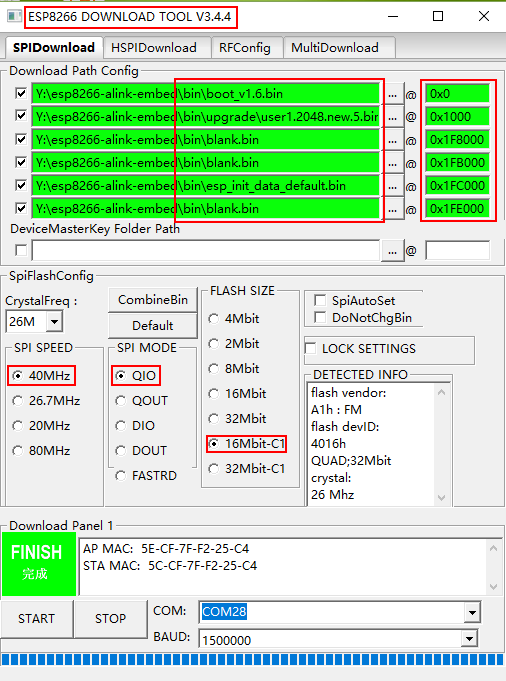 ESP8266 DOWNLOAD TOOL V3.4.4
SPIDownload HSPIDownload RFConfig MultiDownload
Download Path Config
Y:\esp8266-alink-embed\bin\boot_v1.6.bin ... @ 0x0
Y:\esp8266-alink-embed\bin\upgrade\user1.2048.new.5.bin ... @ 0x1000
Y:\esp8266-alink-embed\bin\blank.bin ... @ 0x1F8000
Y:\esp8266-alink-embed\bin\blank.bin ... @ 0x1FB000
Y:\esp8266-alink-embed\bin\esp_init_data_default.bin ... @ 0x1FC000
Y:\esp8266-alink-embed\bin\blank.bin ... @ 0x1FE000
DeviceMasterKey Folder Path
... @
SpiFlashConfig
CrystalFreq :
26M
CombineBin
Default
SPI SPEED
40MHz
26.7MHz
20MHz
80MHz
SPI MODE
QIO
QOUT
DIO
DOUT
FASTRD
FLASH SIZE
4Mbit
2Mbit
8Mbit
16Mbit
32Mbit
16Mbit-C1
32Mbit-C1
SpiAutoSet
DoNotChgBin
LOCK SETTINGS
DETECTED INFO
flash vendor:
A1h : FM
flash devID:
4016h
QUAD;32Mbit
crystal:
26 Mhz
Download Panel 1
FINISH
完成
AP MAC: 5E-CF-7F-F2-25-C4
STA MAC: 5C-CF-7F-F2-25-C4
START
STOP
COM: COM28
BAUD: 1500000